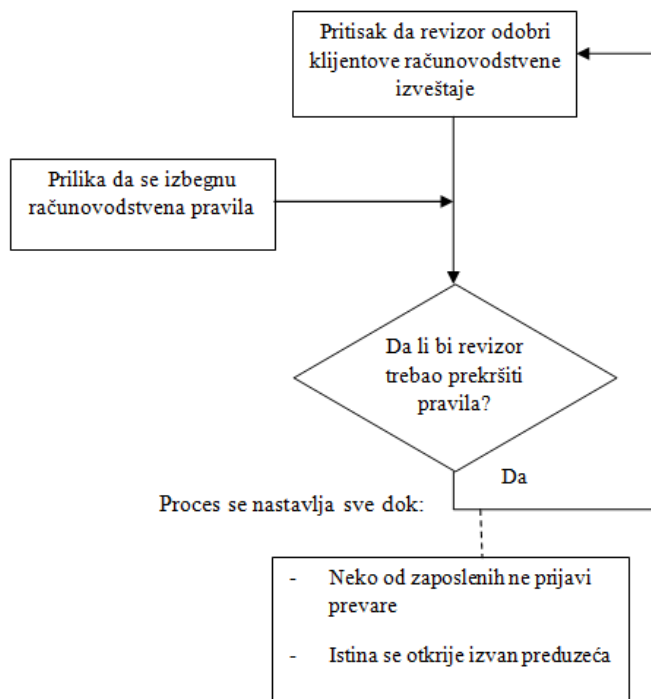 Pritisak da revizor odobri
klijentove računovodstvene
izveštaje
Prilika da se izbegnu
računovodstvena pravila
Da li bi revizor
trebao prekršiti
pravila?
Da
Proces se nastavlja sve dok:
- Neko od zaposlenih ne prijavi
prevare
- Istina se otkrije izvan preduzeća